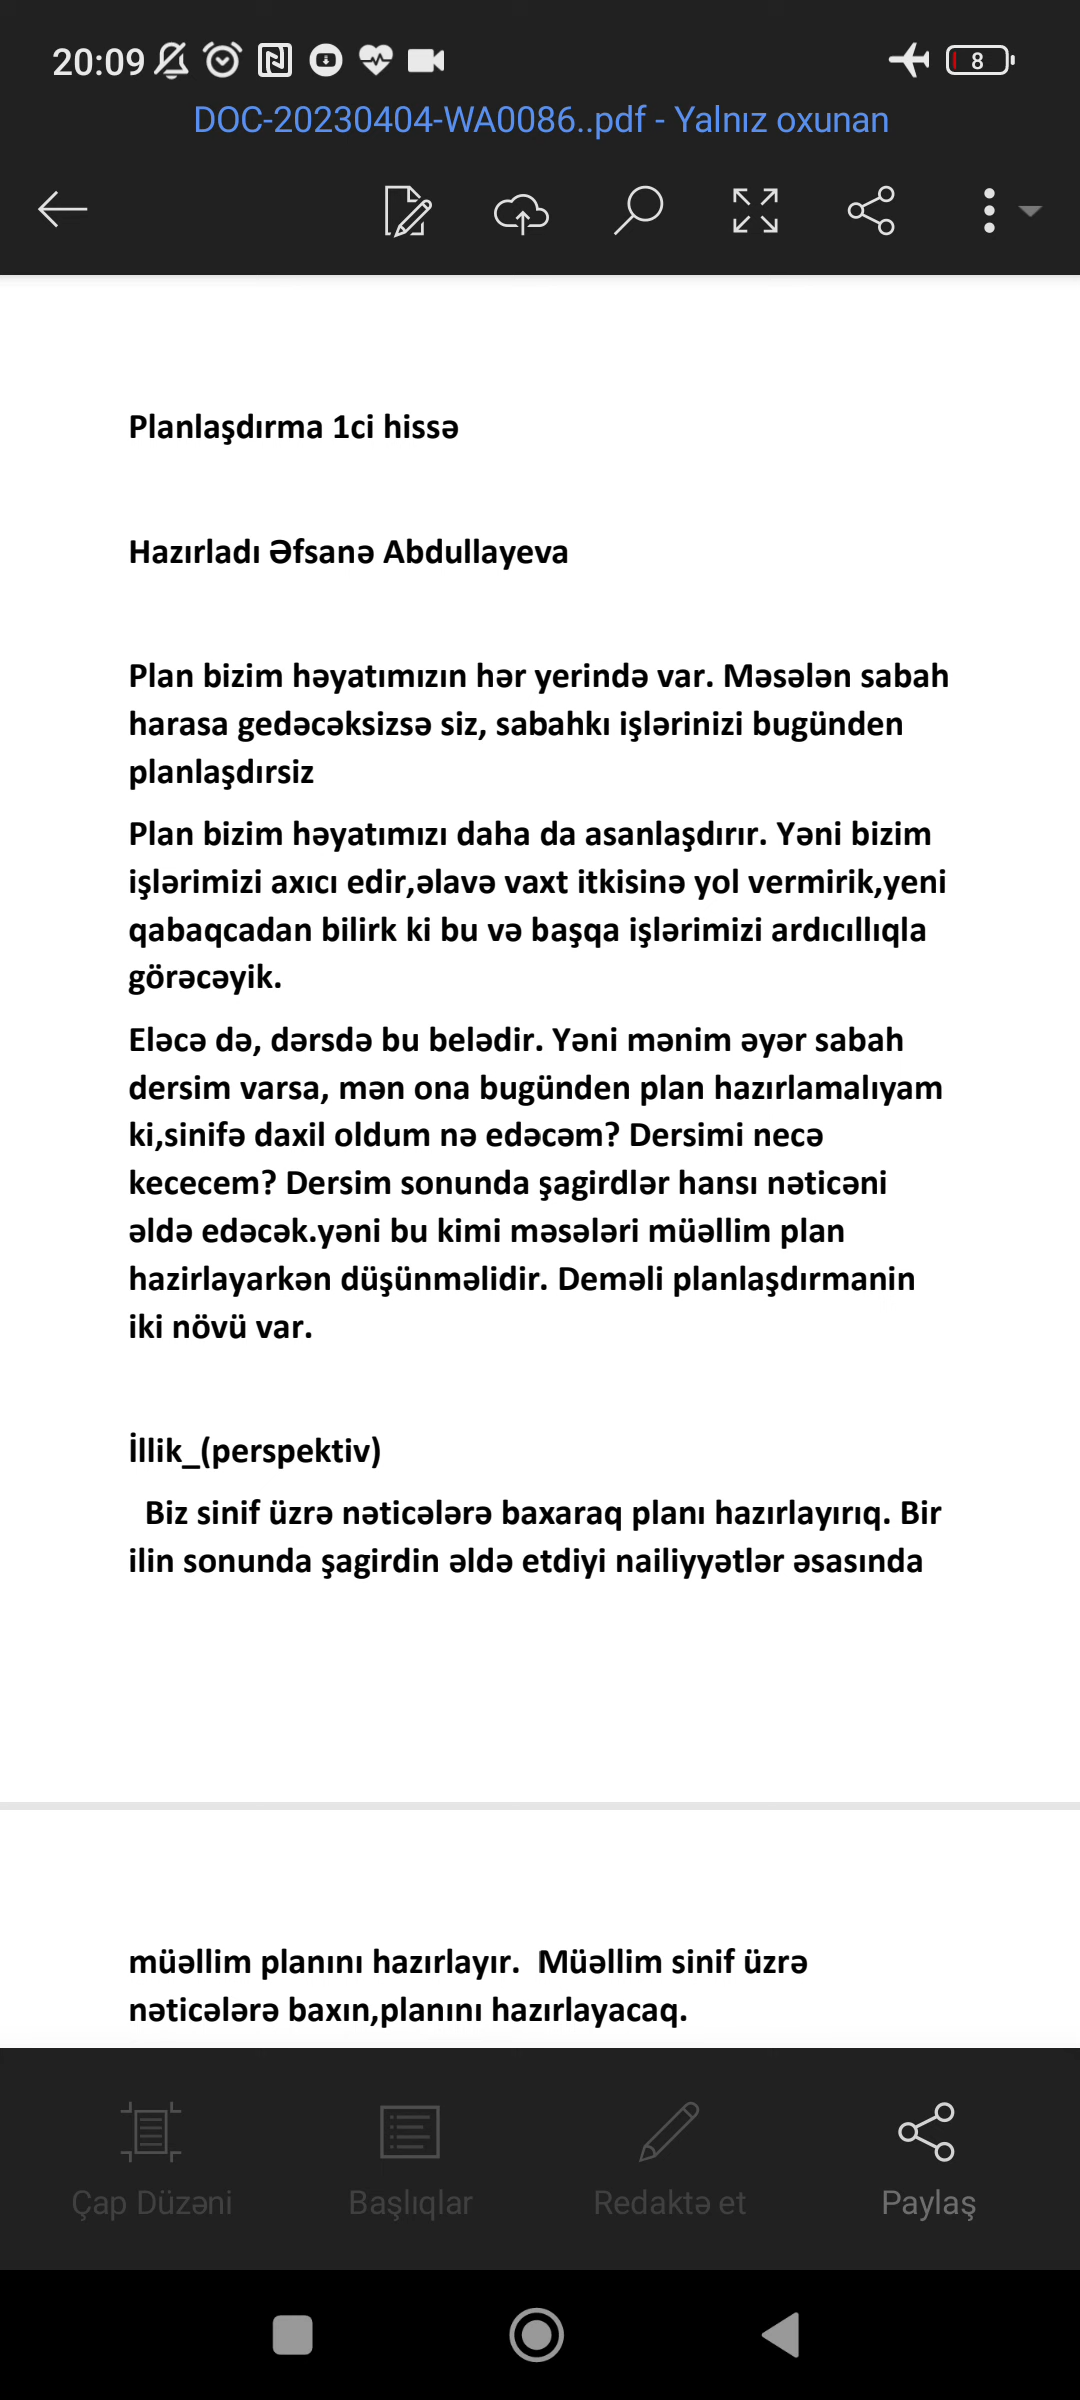 20:09
8
DOC-20230404-WA0086..pdf - Yalnız oxunan
Planlaşdırma 1ci hissə
Hazırladı Əfsanə Abdullayeva
Plan bizim həyatımızın hər yerində var. Məsələn sabah
harasa gedəcəksizsə siz, sabahkı işlərinizi bugünden
planlaşdırsiz
Plan bizim həyatımızı daha da asanlaşdırır. Yəni bizim
işlərimizi axıcı edir,əlavə vaxt itkisinə yol vermirik,yeni
qabaqcadan bilirk ki bu və başqa işlərimizi ardıcıllıqla
görəcəyik.
Eləcə də, dərsdə bu belədir. Yəni mənim əyər sabah
dersim varsa, mən ona bugünden plan hazırlamalıyam
ki,sinifə daxil oldum nə edəcəm? Dersimi necə
kececem? Dersim sonunda şagirdlər hansı nəticəni
əldə edəcək.yəni bu kimi məsələri müəllim plan
hazirlayarkən düşünməlidir. Deməli planlaşdırmanin
iki növü var.
İllik_(perspektiv)
Biz sinif üzrə nəticələrə baxaraq planı hazırlayırıq. Bir
ilin sonunda şagirdin əldə etdiyi nailiyyətlər əsasında
müəllim planını hazırlayır.  Müəllim sinif üzrə
nəticələrə baxın,planını hazırlayacaq.
Çap Düzəni
Başlıqlar
Redaktə et
Paylaş